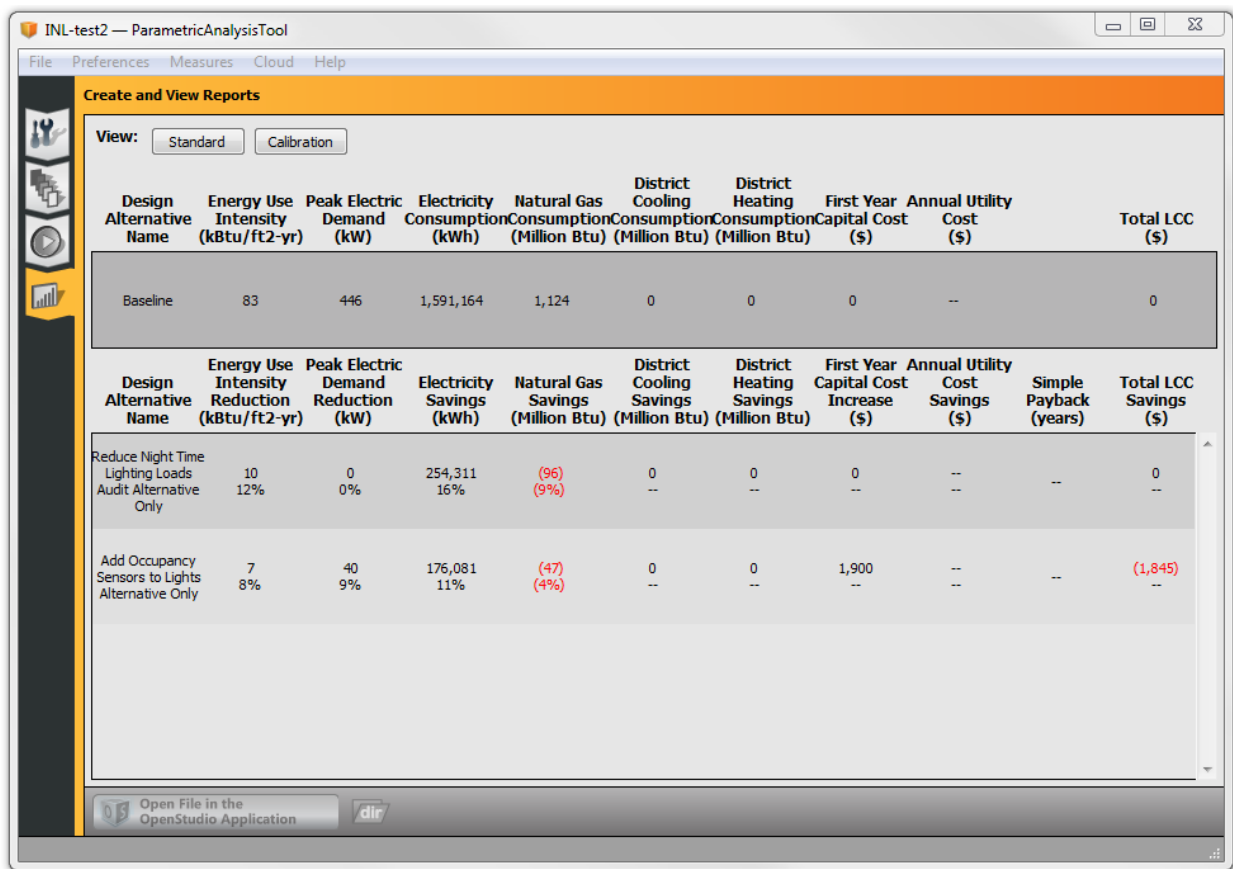 INL-test2 — ParametricAnalysisTool
File Preferences Measures Cloud Help
Create and View Reports
View: Standard Calibration
District District
Design Energy Use Peak Electric Electricity Natural Gas Cooling Heating First Year Annual Utility
Alternative Intensity Demand Consumption Consumption Consumption Consumption Capital Cost Cost Total LCC
Name (kBtu/ft2-yr) (kW) (kWh) (Million Btu) (Million Btu) (Million Btu) ($) ($) ($)
Baseline 83 446 1,591,164 1,124 0 0 0 -- 0
Energy Use Peak Electric District District First Year Annual Utility
Design Intensity Demand Electricity Natural Gas Cooling Heating Capital Cost Cost Simple Total LCC
Alternative Reduction Reduction Savings Savings Savings Savings Increase Savings Payback Savings
Name (kBtu/ft2-yr) (kW) (kWh) (Million Btu) (Million Btu) (Million Btu) ($) ($) (years) ($)
Reduce Night Time
Lighting Loads 10 0 254,311 (96) 0 0 0 -- -- 0
Audit Alternative 12% 0% 16% (9%) -- -- -- -- --
Only
Add Occupancy 7 40 176,081 (47) 0 0 1,900 -- (1,845)
Sensors to Lights 8% 9% 11% (4%) -- -- -- -- -- --
Alternative Only
Open File in the
OpenStudio Application
OS
dir